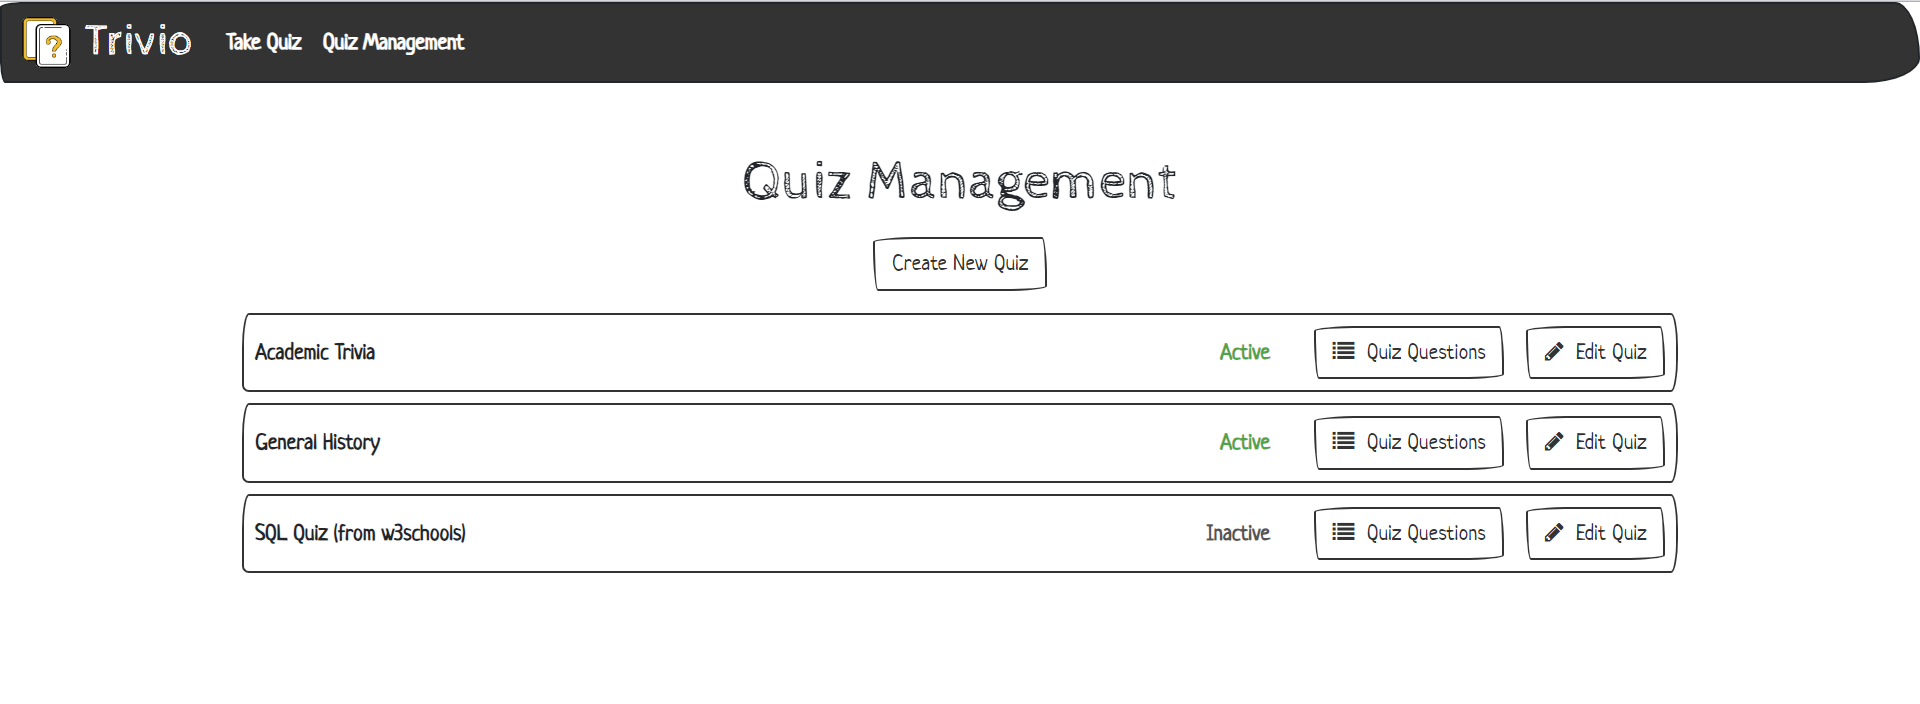 Trivio Take Quiz Quiz Management
Quiz Management
Create New Quiz
Academic Trivia Active Quiz Questions Edit Quiz
General History Active Quiz Questions Edit Quiz
SQL Quiz (from w3schools) Inactive Quiz Questions Edit Quiz